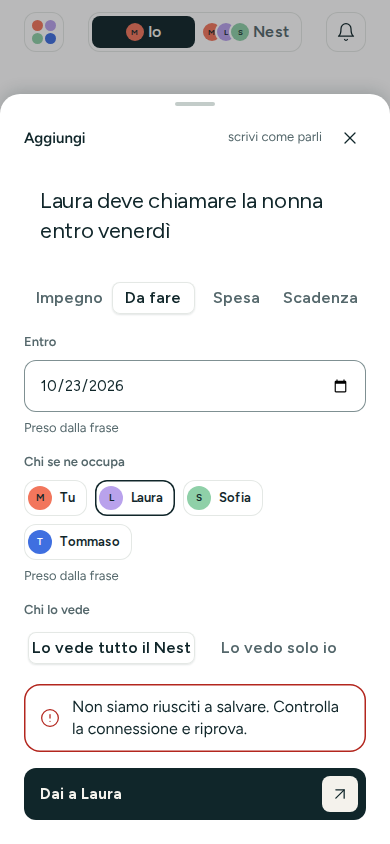 M Io
M L S Nest
Aggiungi
scrivi come parli
Laura deve chiamare la nonna
entro venerdì
Impegno Da fare Spesa Scadenza
Entro
10/23/2026
Preso dalla frase
Chi se ne occupa
M Tu L Laura S Sofia
T Tommaso
Preso dalla frase
Chi lo vede
Lo vede tutto il Nest Lo vedo solo io
Non siamo riusciti a salvare. Controlla
la connessione e riprova.
Dai a Laura